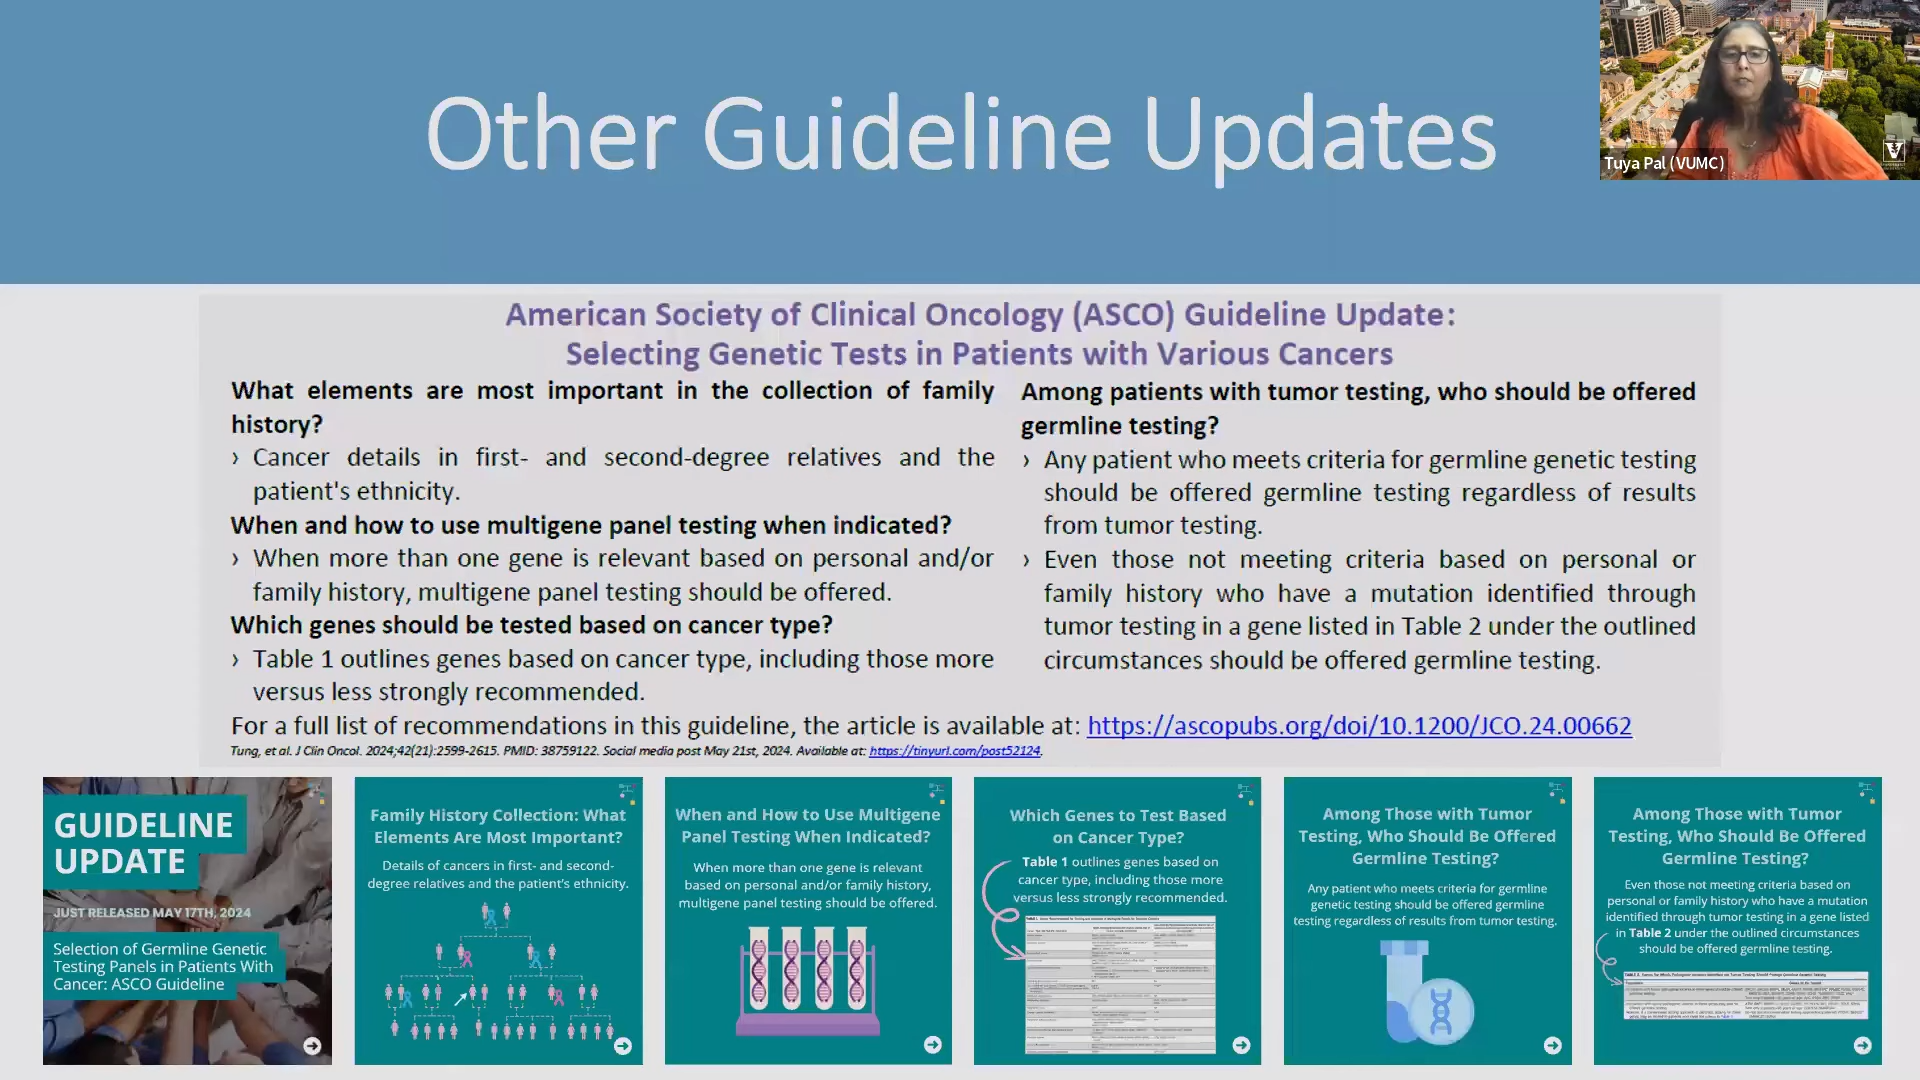 Other Guideline Updates
Tuya Pal (VUMC)
American Society of Clinical Oncology (ASCO) Guideline Update:
Selecting Genetic Tests in Patients with Various Cancers
What elements are most important in the collection of family
history?
› Cancer details in first- and second-degree relatives and the
patient's ethnicity.
When and how to use multigene panel testing when indicated?
› When more than one gene is relevant based on personal and/or
family history, multigene panel testing should be offered.
Which genes should be tested based on cancer type?
› Table 1 outlines genes based on cancer type, including those more
versus less strongly recommended.
Among patients with tumor testing, who should be offered
germline testing?
› Any patient who meets criteria for germline genetic testing
should be offered germline testing regardless of results
from tumor testing.
› Even those not meeting criteria based on personal or
family history who have a mutation identified through
tumor testing in a gene listed in Table 2 under the outlined
circumstances should be offered germline testing.
For a full list of recommendations in this guideline, the article is available at: https://ascopubs.org/doi/10.1200/JCO.24.00662
Tung, et al. J Clin Oncol. 2024;42(21):2599-2615. PMID: 38759122. Social media post May 21st, 2024. Available at: https://tinyurl.com/post52124.
GUIDELINE
UPDATE
JUST RELEASED MAY 17TH, 2024
Selection of Germline Genetic
Testing Panels in Patients With
Cancer: ASCO Guideline
Family History Collection: What
Elements Are Most Important?
Details of cancers in first- and second-
degree relatives and the patient's ethnicity.
When and How to Use Multigene
Panel Testing When Indicated?
When more than one gene is relevant
based on personal and/or family history,
multigene panel testing should be offered.
Which Genes to Test Based
on Cancer Type?
Table 1 outlines genes based on
cancer type, including those more
versus less strongly recommended.
Among Those with Tumor
Testing, Who Should Be Offered
Germline Testing?
Any patient who meets criteria for germline
genetic testing should be offered germline
testing regardless of results from tumor testing.
Among Those with Tumor
Testing, Who Should Be Offered
Germline Testing?
Even those not meeting criteria based on
personal or family history who have a mutation
identified through tumor testing in a gene listed
in Table 2 under the outlined circumstances
should be offered germline testing.